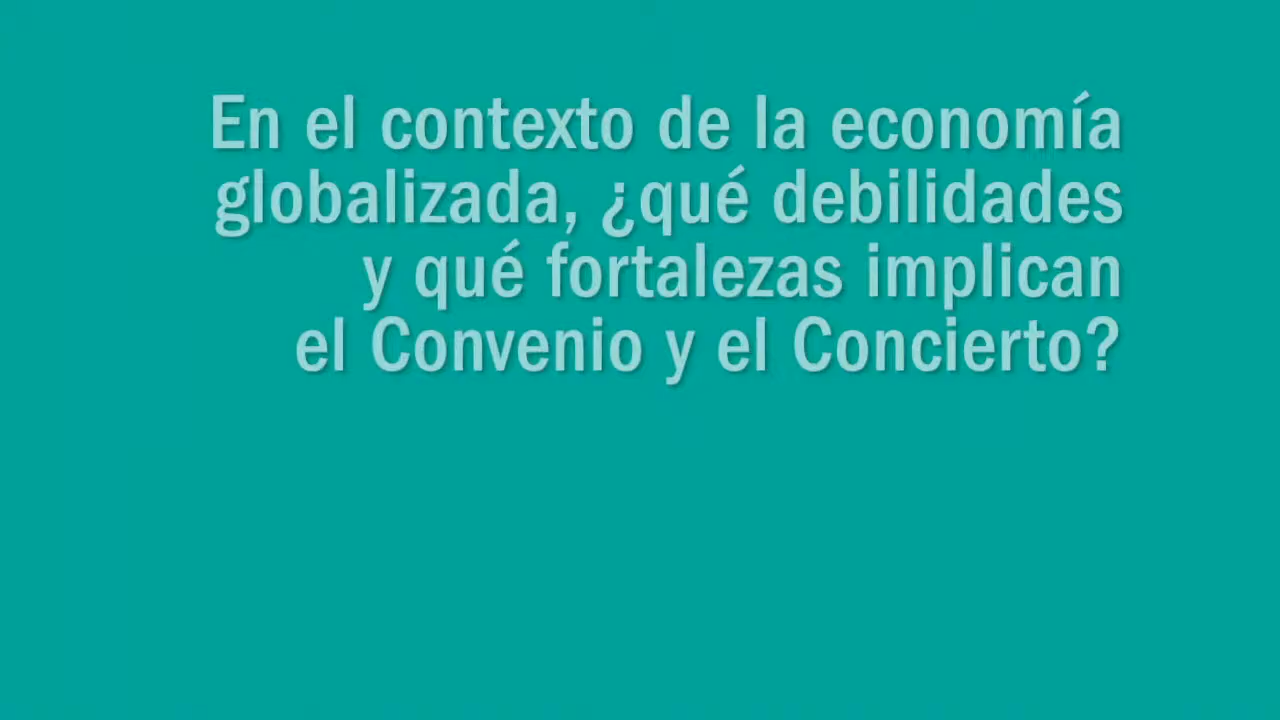 En el contexto de la economía
globalizada, ¿qué debilidades
y qué fortalezas implican
el Convenio y el Concierto?